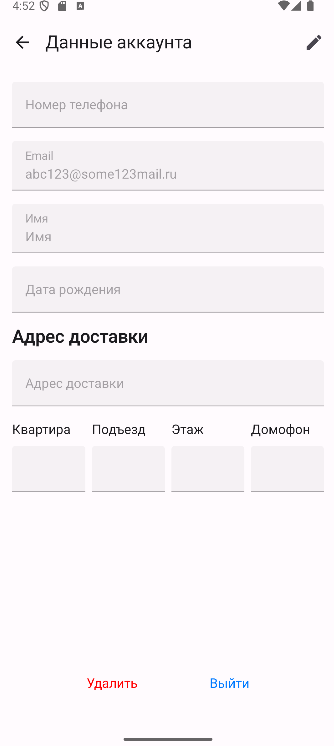 4:52
Данные аккаунта
Номер телефона
Email
abc123@some123mail.ru
Имя
Имя
Дата рождения
Адрес доставки
Адрес доставки
Квартира Подъезд Этаж Домофон
Удалить Выйти